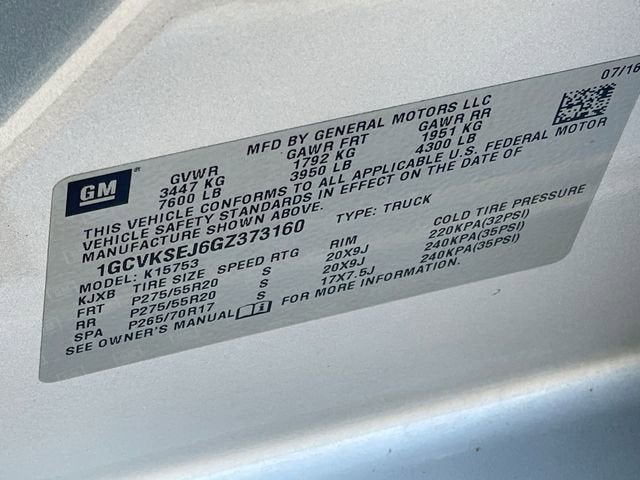 07/16
MFD BY GENERAL MOTORS LLC
GM
GVWR GAWR FRT GAWR RR
3447 KG 1792 KG 1951 KG
7600 LB 3950 LB 4300 LB
THIS VEHICLE CONFORMS TO ALL APPLICABLE U.S. FEDERAL MOTOR
VEHICLE SAFETY STANDARDS IN EFFECT ON THE DATE OF
MANUFACTURE SHOWN ABOVE.
1GCVKSEJ6GZ373160 TYPE: TRUCK
MODEL: K15753
KJXB TIRE SIZE SPEED RTG RIM COLD TIRE PRESSURE
FRT P275/55R20 S 20X9J 220KPA(32PSI)
RR P275/55R20 S 20X9J 240KPA(35PSI)
SPA P265/70R17 S 17X7.5J 240KPA(35PSI)
SEE OWNER'S MANUAL FOR MORE INFORMATION.